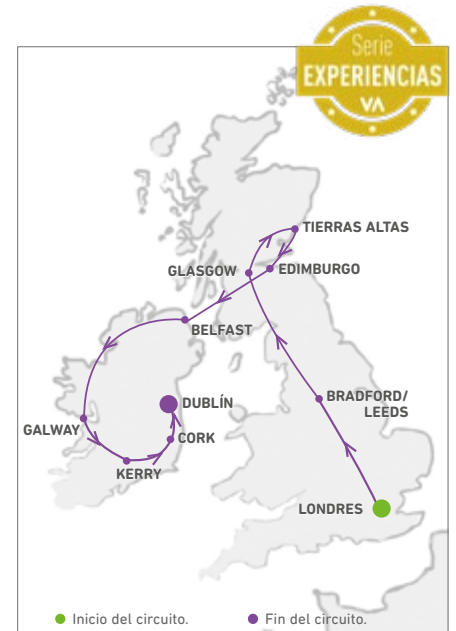 Serie
EXPERIENCIAS
VA
TIERRAS ALTAS
GLASGOW
EDIMBURGO
BELFAST
BRADFORD/
LEEDS
DUBLÍN
GALWAY
CORK
KERRY
LONDRES
Inicio del circuito.
Fin del circuito.